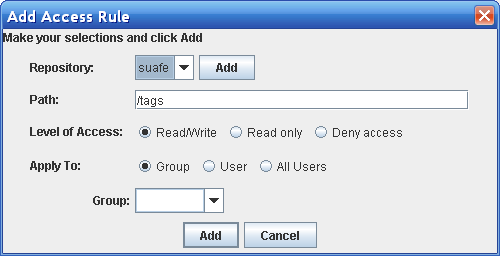 Add Access Rule
Make your selections and click Add
Repository: suafe Add
Path: /tags
Level of Access: Read/Write Read only Deny access
Apply To: Group User All Users
Group:
Add Cancel